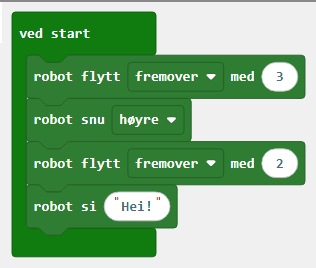 ved start
robot flytt fremover med 3
robot snu høyre
robot flytt fremover med 2
robot si "Hei!"